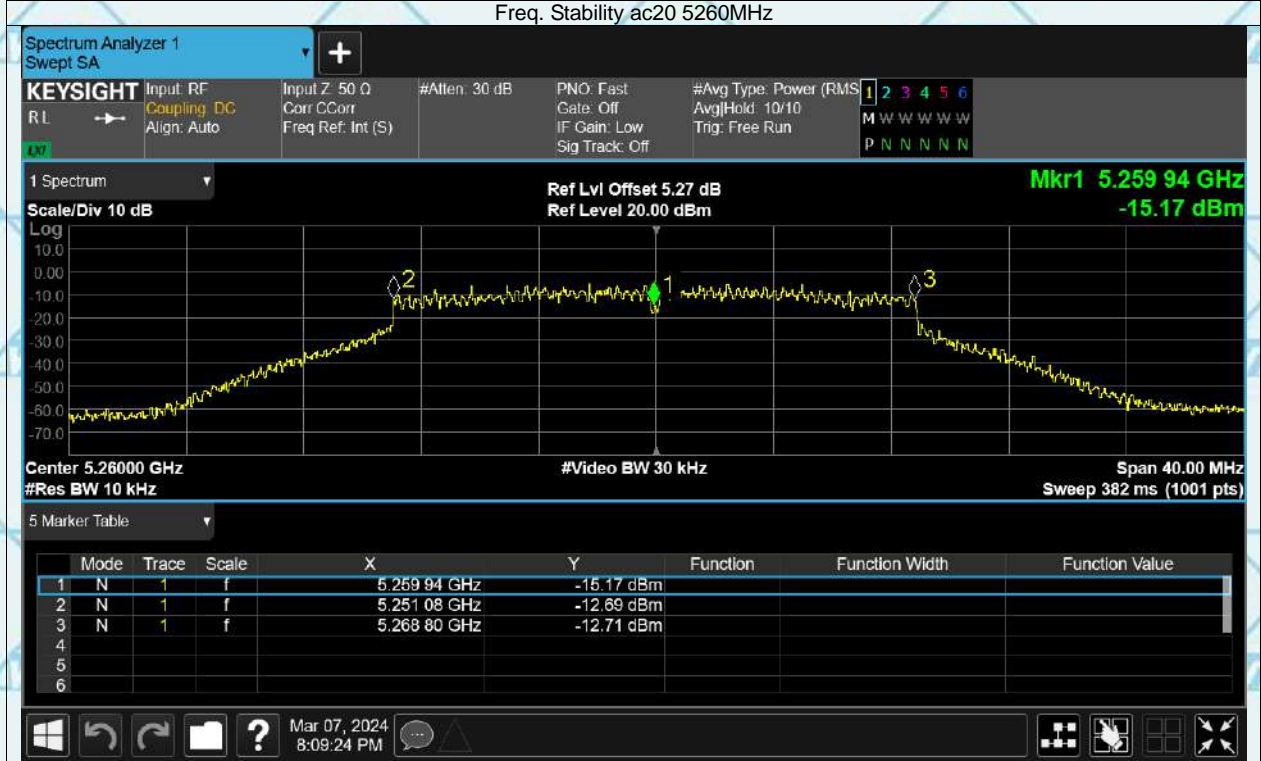 Freq. Stability ac20 5260MHz
Spectrum Analyzer 1
Swept SA
KEYSIGHT
RL
LXI
Input: RF
Coupling: DC
Align: Auto
Input Z: 50 Ω
Corr CCorr
Freq Ref: Int (S)
#Atten: 30 dB
PNO: Fast
Gate: Off
IF Gain: Low
Sig Track: Off
#Avg Type: Power (RMS
Avg|Hold: 10/10
Trig: Free Run
1 2 3 4 5 6
M W W W W W
P N N N N N
1 Spectrum
Scale/Div 10 dB
Ref Lvl Offset 5.27 dB
Ref Level 20.00 dBm
Mkr1 5.259 94 GHz
-15.17 dBm
Log
10.0
0.00
-10.0
-20.0
-30.0
-40.0
-50.0
-60.0
-70.0
2
1
3
Center 5.26000 GHz
#Video BW 30 kHz
Span 40.00 MHz
#Res BW 10 kHz
Sweep 382 ms (1001 pts)
5 Marker Table
Mode Trace Scale X Y Function Function Width Function Value
1 N 1 f 5.259 94 GHz -15.17 dBm
2 N 1 f 5.251 08 GHz -12.69 dBm
3 N 1 f 5.268 80 GHz -12.71 dBm
4
5
6
?
Mar 07, 2024
8:09:24 PM